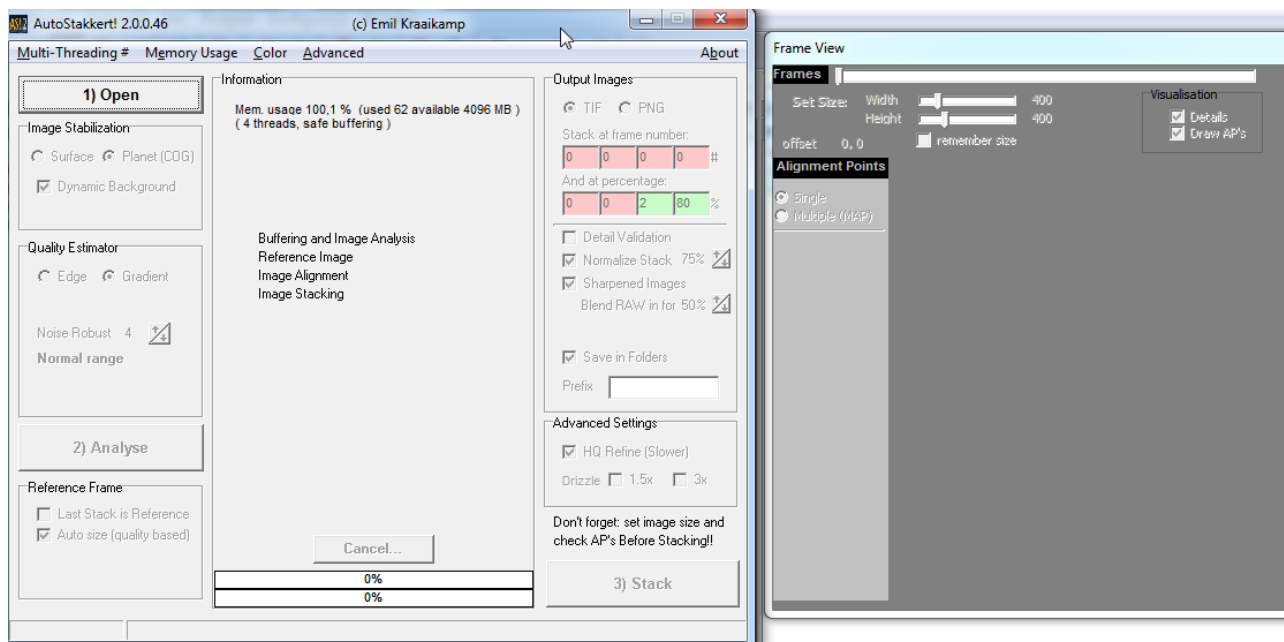 AS!2 AutoStakkert! 2.0.0.46 (c) Emil Kraaikamp
Multi-Threading # Memory Usage Color Advanced About
1) Open
Image Stabilization
Surface Planet (COG)
Dynamic Background
Quality Estimator
Edge Gradient
Noise Robust 4
Normal range
2) Analyse
Reference Frame
Last Stack is Reference
Auto size (quality based)
Information
Mem. usage 100,1 % (used 62 available 4096 MB )
( 4 threads, safe buffering )
Buffering and Image Analysis
Reference Image
Image Alignment
Image Stacking
Cancel...
0%
0%
Output Images
TIF PNG
Stack at frame number:
0 0 0 0 #
And at percentage:
0 0 2 80 %
Detail Validation
Normalize Stack 75%
Sharpened Images
Blend RAW in for 50%
Save in Folders
Prefix
Advanced Settings
HQ Refine (Slower)
Drizzle 1.5x 3x
Don't forget: set image size and
check AP's Before Stacking!!
3) Stack
Frame View
Frames
Set Size: Width 400
Height 400
offset 0, 0 remember size
Visualisation
Details
Draw AP's
Alignment Points
Single
Multiple (MAP)